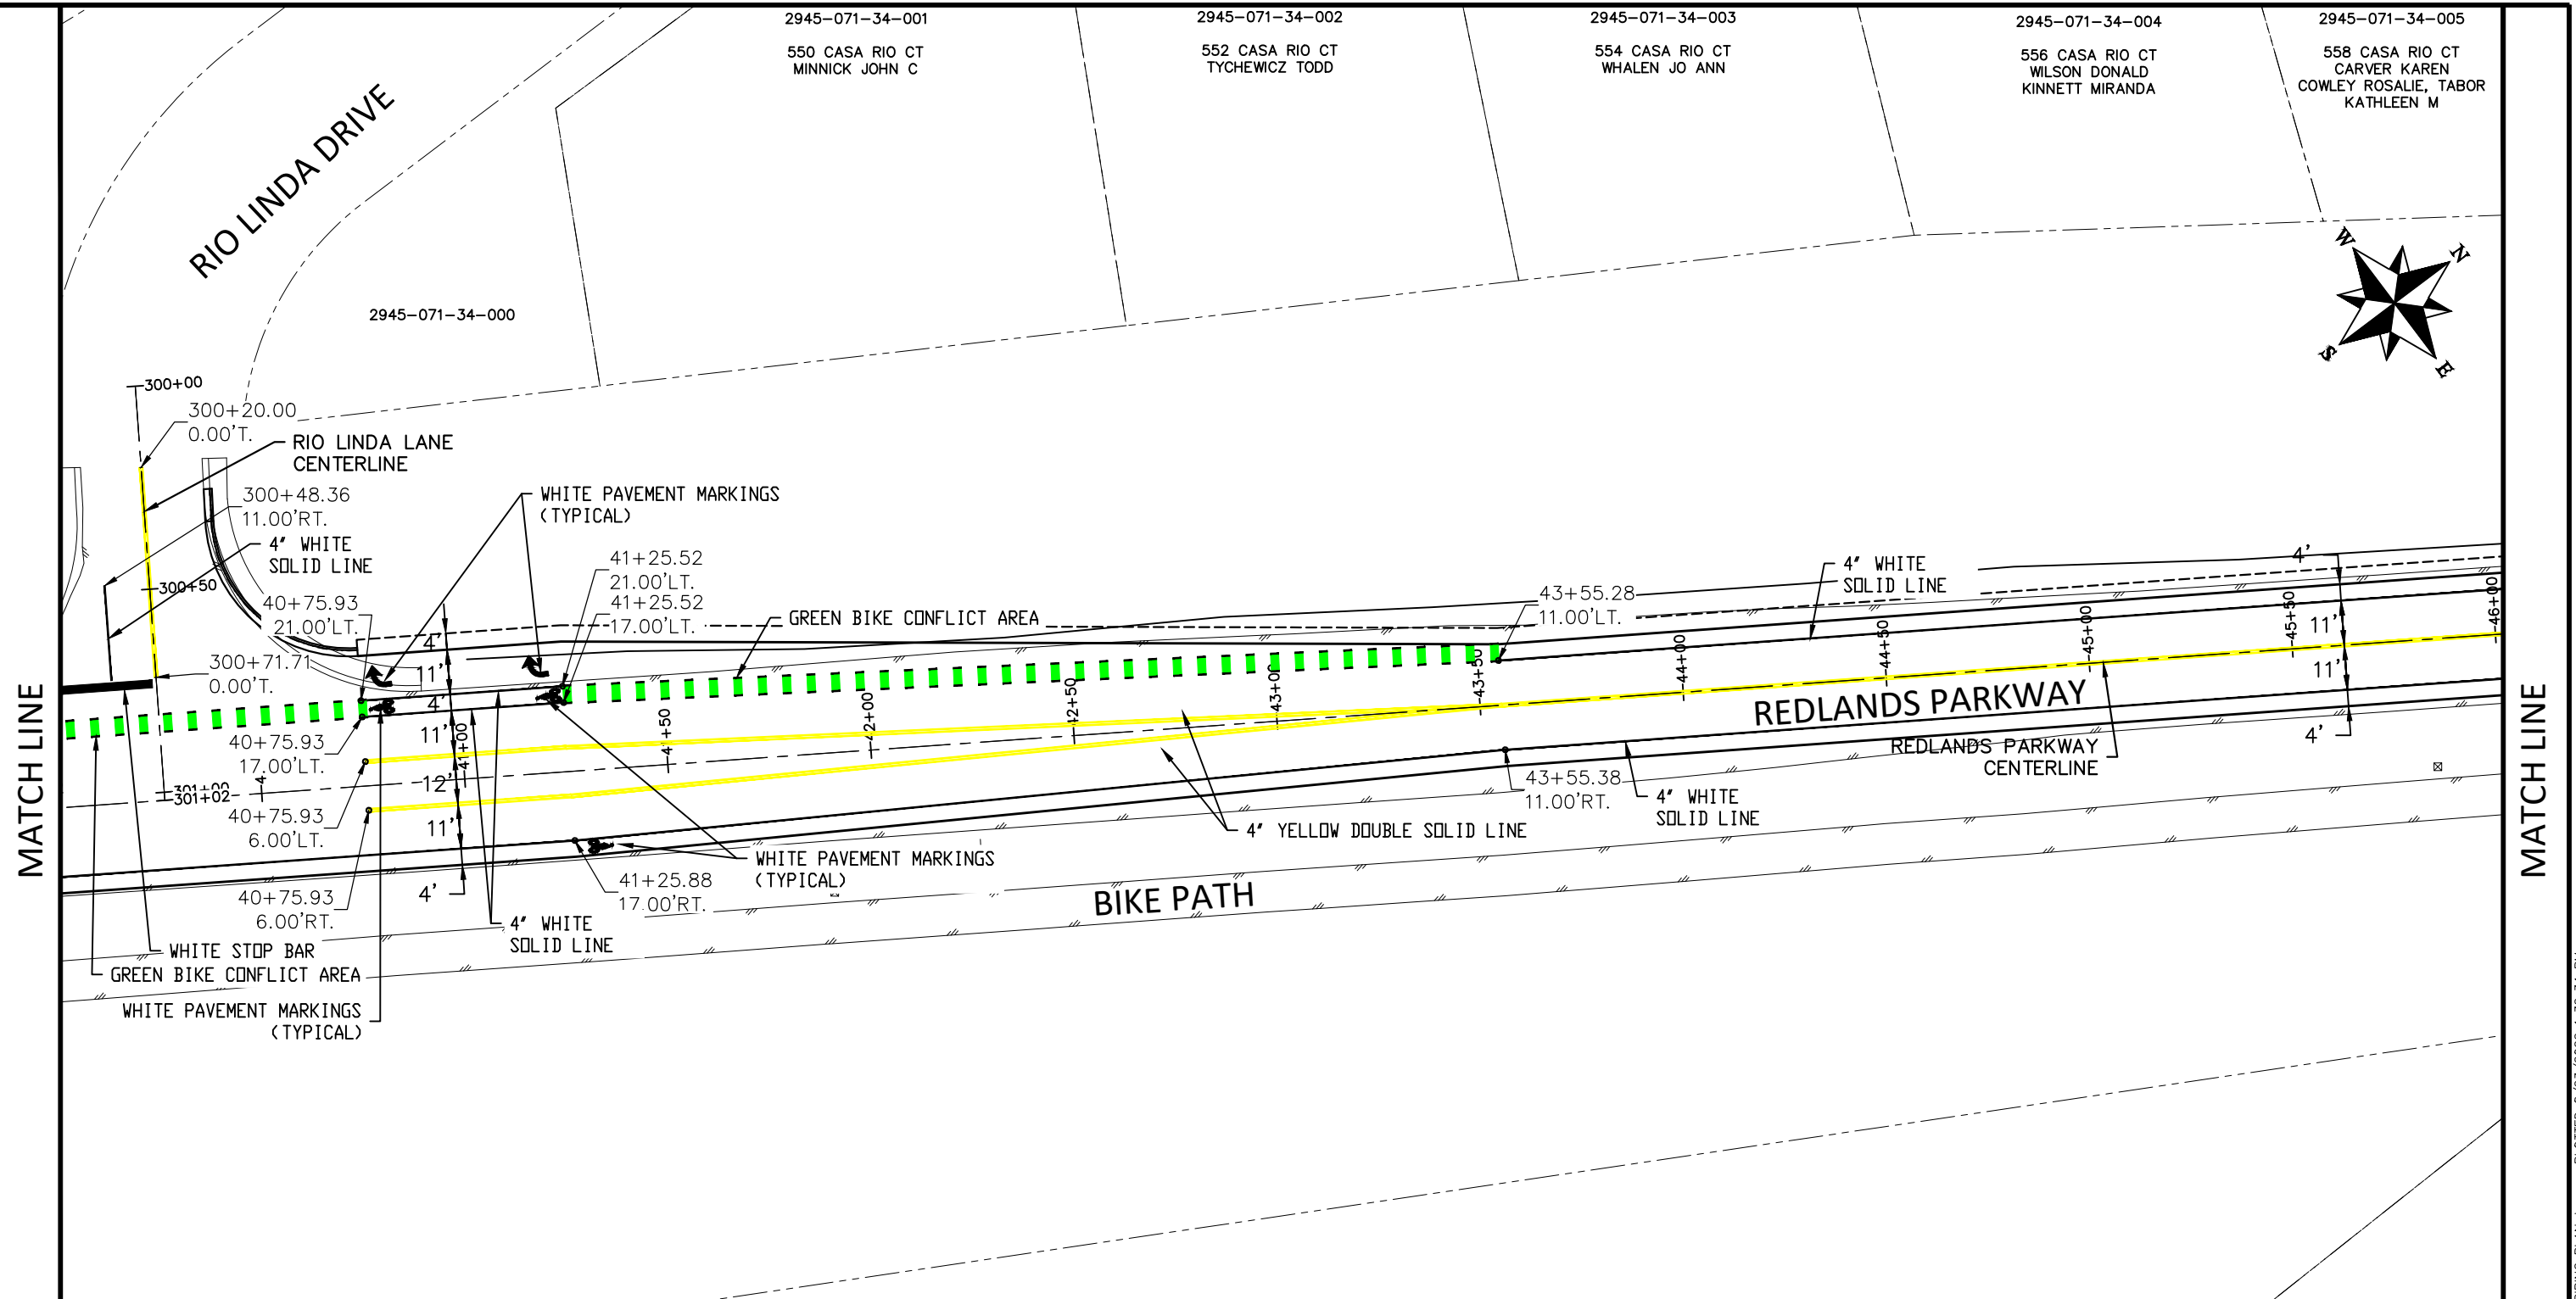 2945-071-34-001
550 CASA RIO CT
MINNICK JOHN C
2945-071-34-002
552 CASA RIO CT
TYCHEWICZ TODD
2945-071-34-003
554 CASA RIO CT
WHALEN JO ANN
2945-071-34-004
556 CASA RIO CT
WILSON DONALD
KINNETT MIRANDA
2945-071-34-005
558 CASA RIO CT
CARVER KAREN
COWLEY ROSALIE, TABOR
KATHLEEN M
RIO LINDA DRIVE
2945-071-34-000
W
N
S
E
300+00
300+20.00
0.00'T.
RIO LINDA LANE
CENTERLINE
300+48.36
11.00'RT.
4" WHITE
SOLID LINE
300+50
40+75.93
21.00'LT.
300+71.71
0.00'T.
WHITE PAVEMENT MARKINGS
(TYPICAL)
41+25.52
21.00'LT.
41+25.52
17.00'LT.
GREEN BIKE CONFLICT AREA
43+55.28
11.00'LT.
4" WHITE
SOLID LINE
4'
11'
11'
4'
4'
11'
4'
11'
12'
11'
4'
41+00
41+50
42+00
42+50
43+00
43+50
44+00
44+50
45+00
45+50
46+00
REDLANDS PARKWAY
REDLANDS PARKWAY
CENTERLINE
40+75.93
17.00'LT.
301+00
301+02
40+75.93
6.00'LT.
40+75.93
6.00'RT.
41+25.88
17.00'RT.
43+55.38
11.00'RT.
4" WHITE
SOLID LINE
4" YELLOW DOUBLE SOLID LINE
WHITE PAVEMENT MARKINGS
(TYPICAL)
4" WHITE
SOLID LINE
BIKE PATH
WHITE STOP BAR
GREEN BIKE CONFLICT AREA
WHITE PAVEMENT MARKINGS
(TYPICAL)
MATCH LINE
MATCH LINE